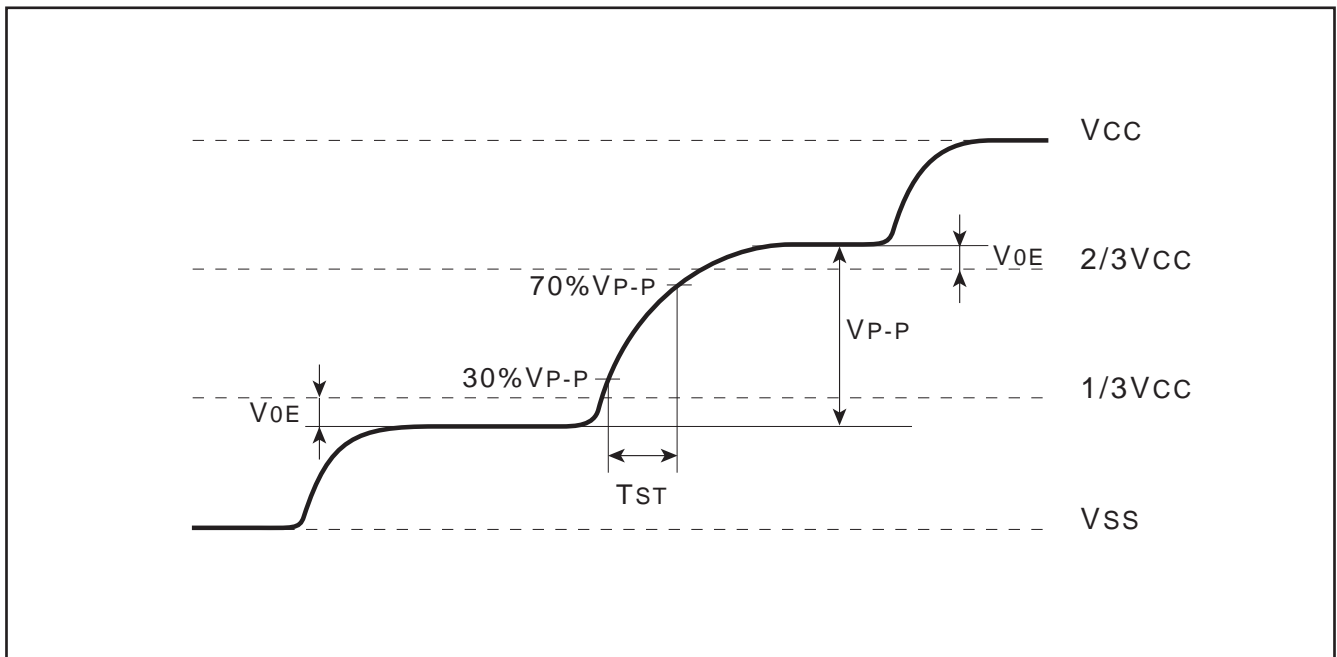 VCC
V0E
2/3VCC
70%VP-P
VP-P
30%VP-P
1/3VCC
V0E
TST
VSS